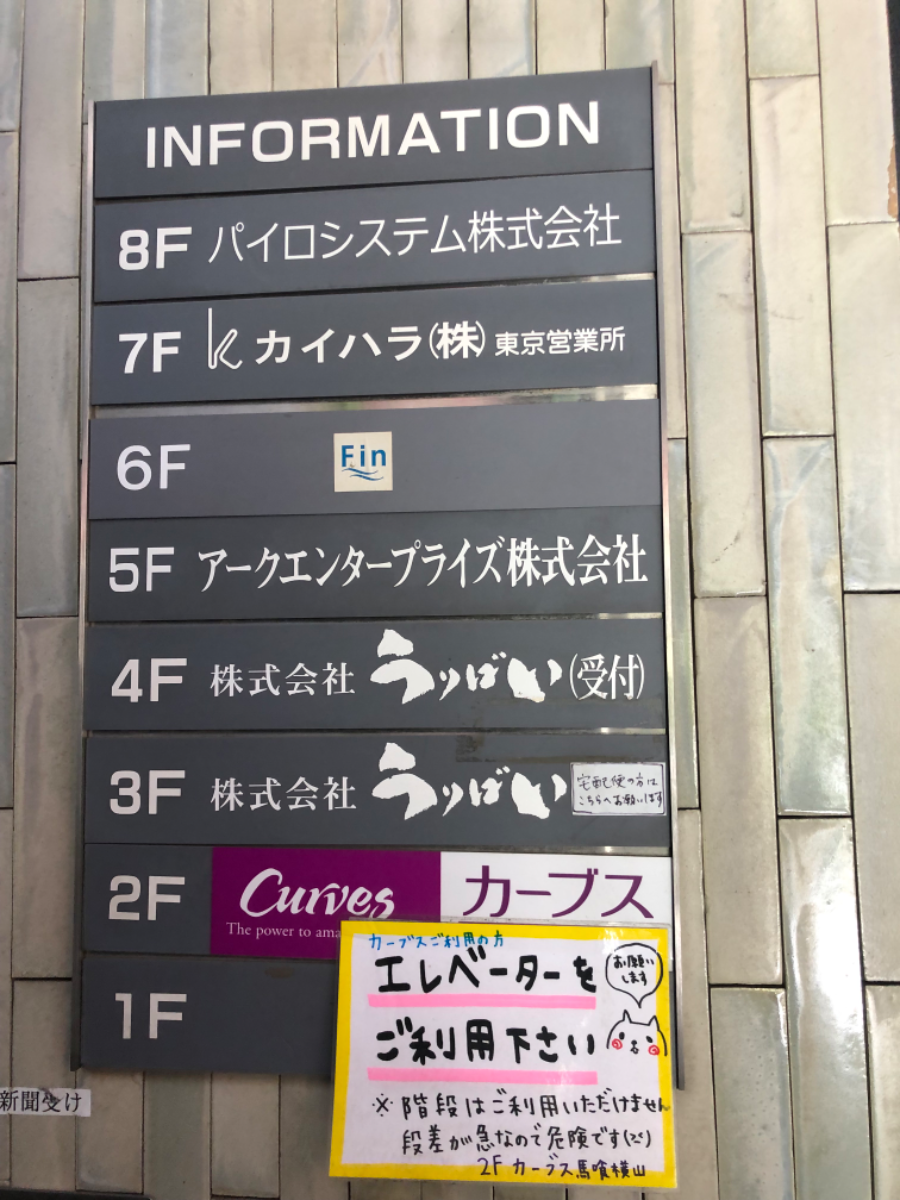 INFORMATION
8F パイロシステム株式会社
7F k カイハラ(株) 東京営業所
6F Fin
5F アークエンタープライズ株式会社
4F 株式会社 うりばい (受付)
3F 株式会社 うりばい
宅配便の方は
こちらへお願いします
2F Curves カーブス
The power to ama
1F
カーブスご利用の方
エレベーターを
ご利用下さい
お願い
します
※階段はご利用いただけません
段差が急なので危険です
2F カーブス馬喰横山
新聞受け